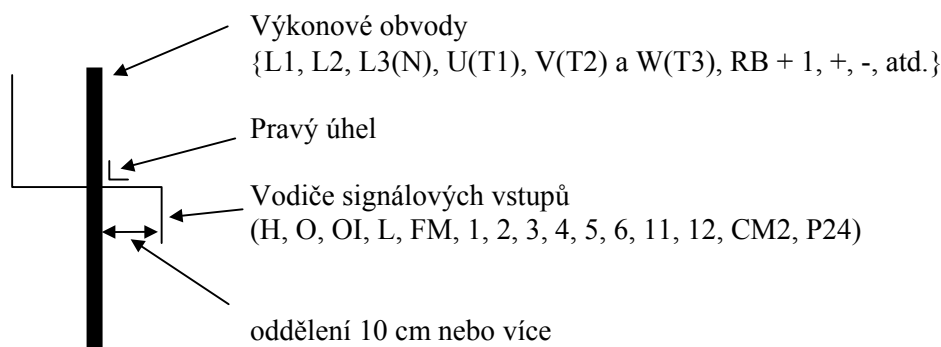 Výkonové obvody
{L1, L2, L3(N), U(T1), V(T2) a W(T3), RB + 1, +, -, atd.}
Pravý úhel
Vodiče signálových vstupů
(H, O, OI, L, FM, 1, 2, 3, 4, 5, 6, 11, 12, CM2, P24)
oddělení 10 cm nebo více